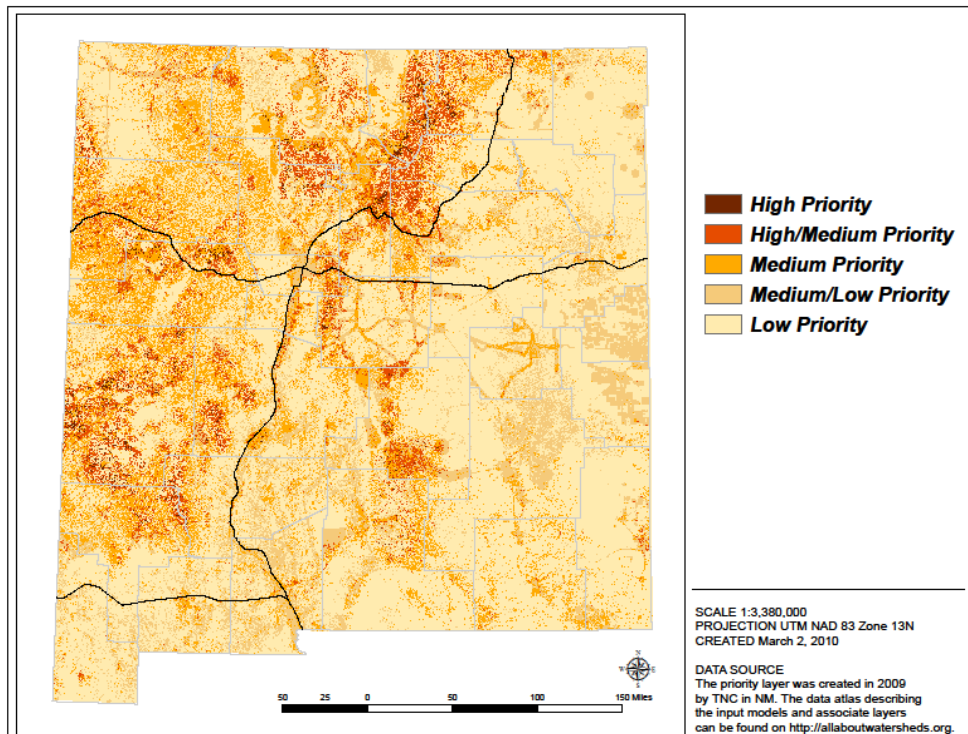 High Priority
High/Medium Priority
Medium Priority
Medium/Low Priority
Low Priority
SCALE 1:3,380,000
PROJECTION UTM NAD 83 Zone 13N
CREATED March 2, 2010
DATA SOURCE
The priority layer was created in 2009
by TNC in NM. The data atlas describing
the input models and associate layers
can be found on http://allaboutwatersheds.org.
N
W E
S
50 25 0 50 100 150 Miles